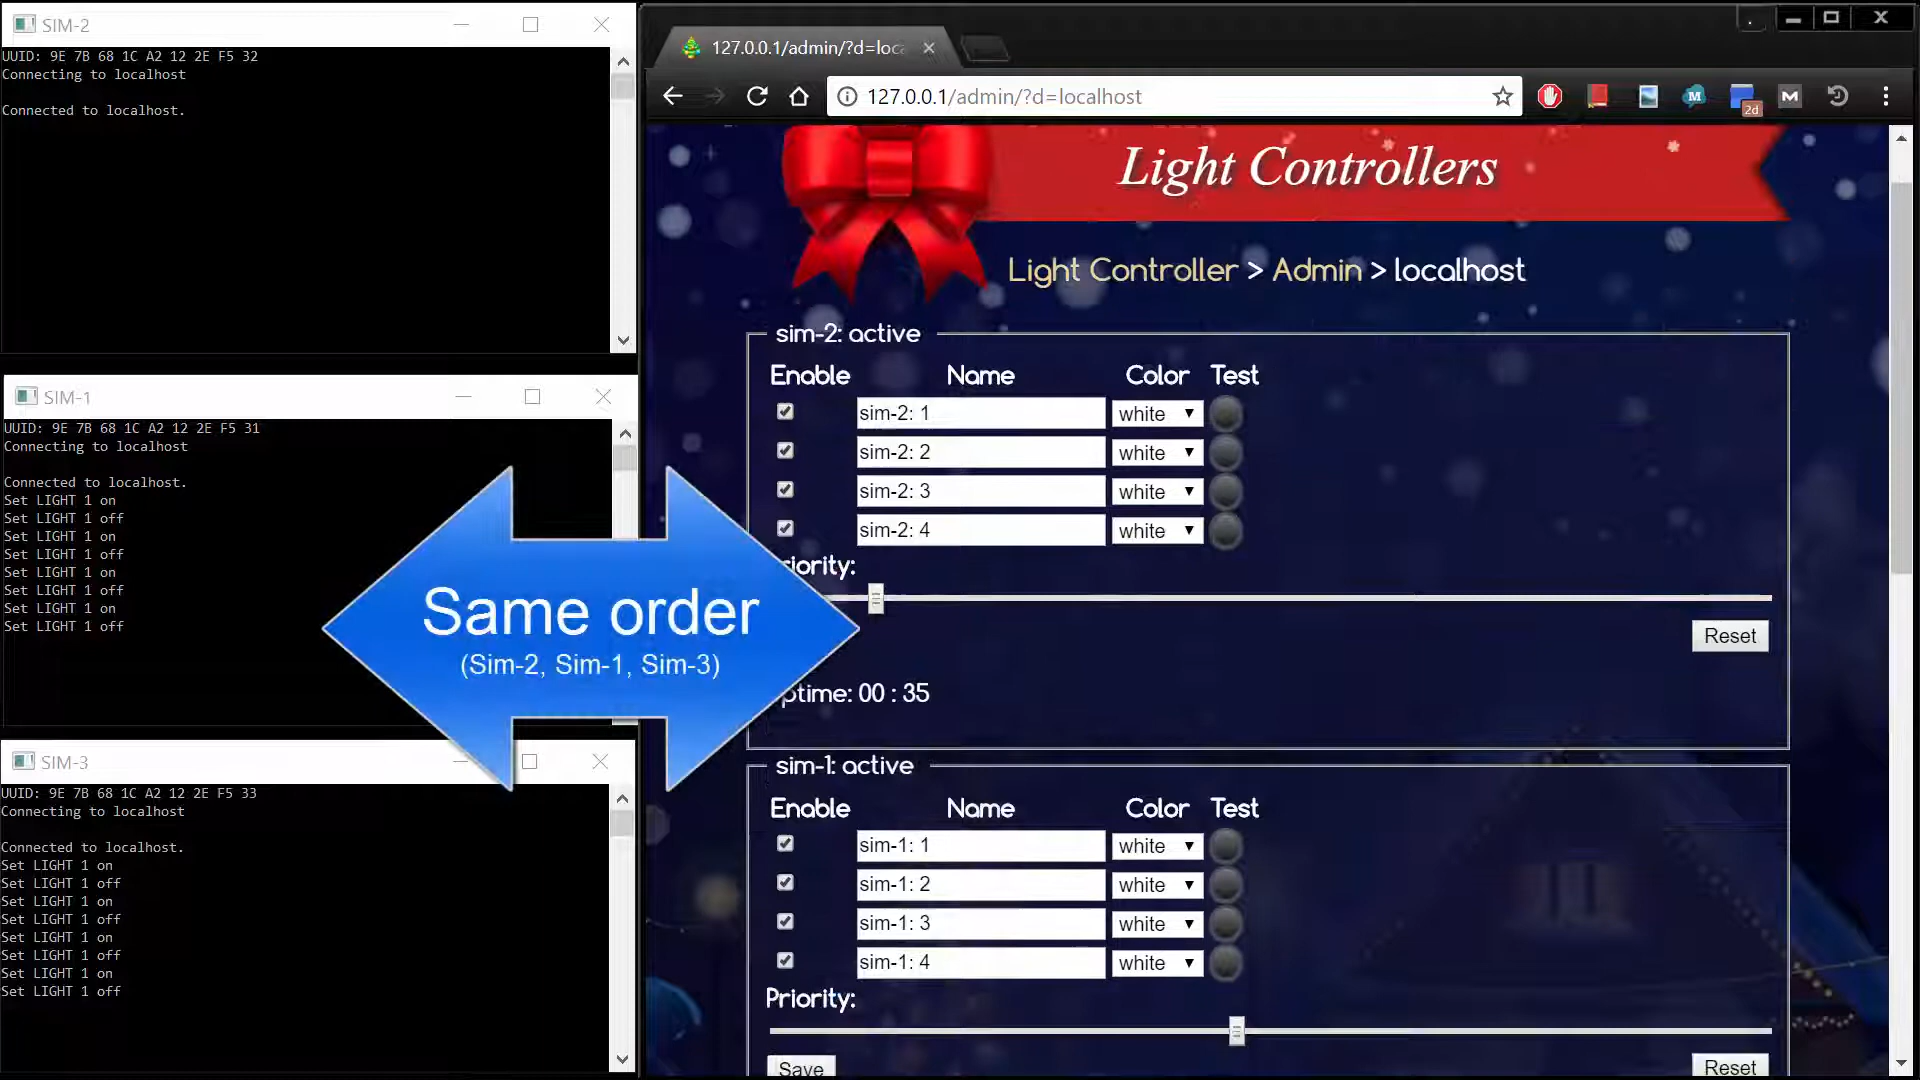 SIM-2
UUID: 9E 7B 68 1C A2 12 2E F5 32
Connecting to localhost
Connected to localhost.
SIM-1
UUID: 9E 7B 68 1C A2 12 2E F5 31
Connecting to localhost
Connected to localhost.
Set LIGHT 1 on
Set LIGHT 1 off
Set LIGHT 1 on
Set LIGHT 1 off
Set LIGHT 1 on
Set LIGHT 1 off
Set LIGHT 1 on
Set LIGHT 1 off
SIM-3
UUID: 9E 7B 68 1C A2 12 2E F5 33
Connecting to localhost
Connected to localhost.
Set LIGHT 1 on
Set LIGHT 1 off
Set LIGHT 1 on
Set LIGHT 1 off
Set LIGHT 1 on
Set LIGHT 1 off
Set LIGHT 1 on
Set LIGHT 1 off
Same order
(Sim-2, Sim-1, Sim-3)
127.0.0.1/admin/?d=loc
127.0.0.1/admin/?d=localhost
M
2d
M
Light Controllers
Light Controller > Admin > localhost
sim-2: active
Enable Name Color Test
sim-2: 1 white
sim-2: 2 white
sim-2: 3 white
sim-2: 4 white
riority:
Reset
ptime: 00 : 35
sim-1: active
Enable Name Color Test
sim-1: 1 white
sim-1: 2 white
sim-1: 3 white
sim-1: 4 white
Priority:
Save Reset